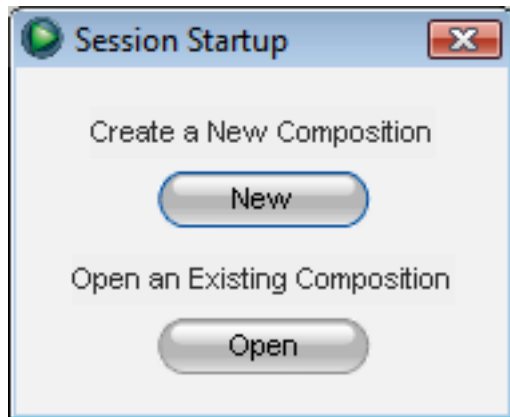 Session Startup
Create a New Composition
New
Open an Existing Composition
Open